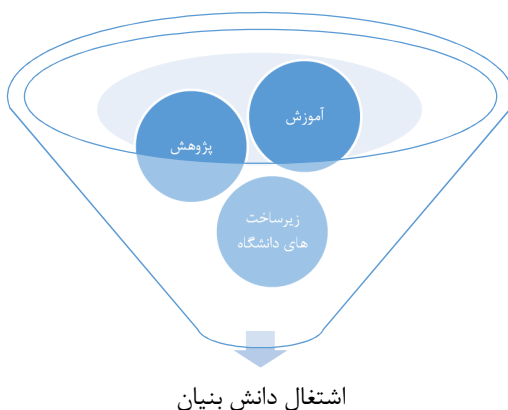 آموزش
پژوهش
زیرساخت
های دانشگاه
اشتغال دانش بنیان